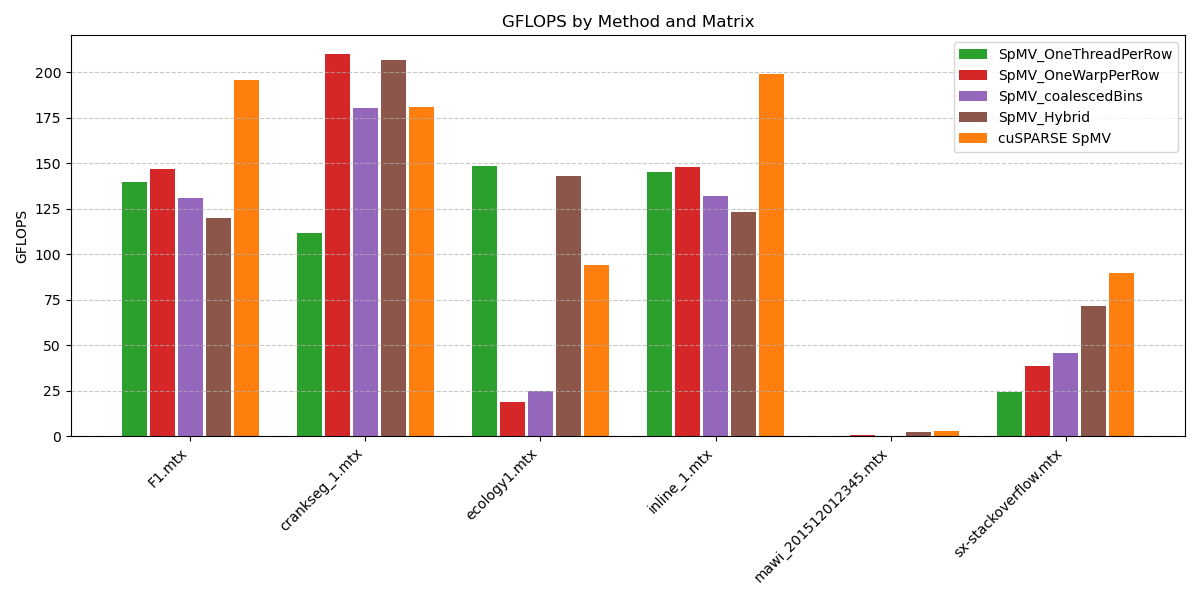 GFLOPS by Method and Matrix
SpMV_OneThreadPerRow
SpMV_OneWarpPerRow
SpMV_coalescedBins
SpMV_Hybrid
cuSPARSE SpMV
GFLOPS
200
175
150
125
100
75
50
25
0
F1.mtx
crankseg_1.mtx
ecology1.mtx
inline_1.mtx
mawi_201512012345.mtx
sx-stackoverflow.mtx